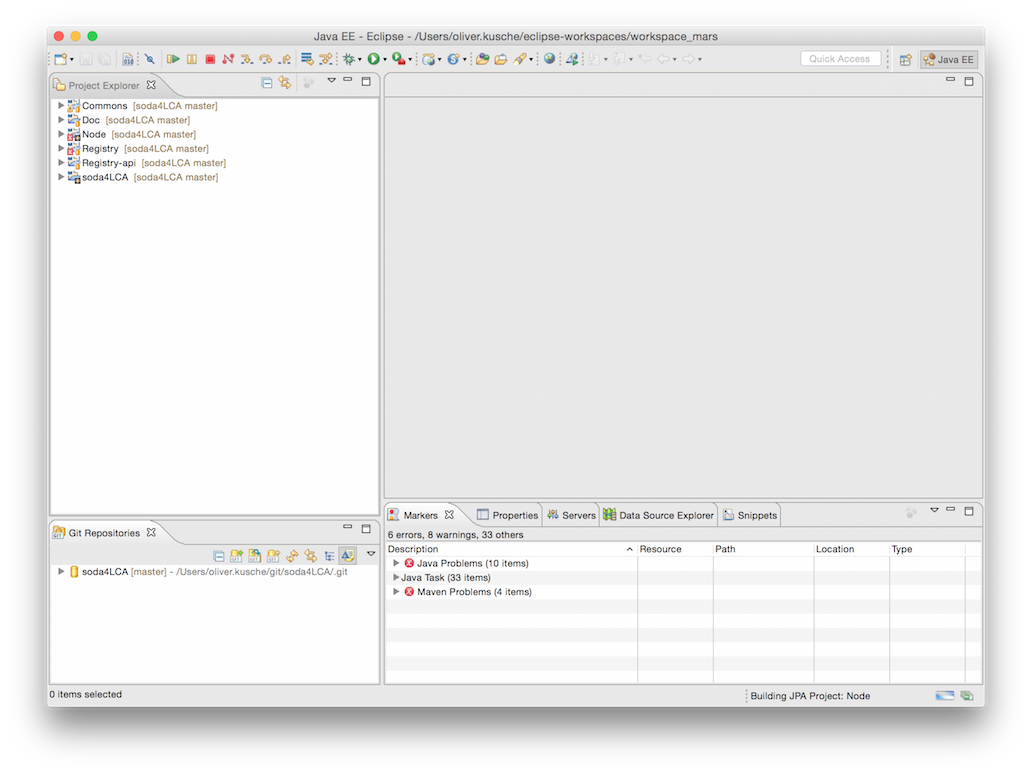 Java EE - Eclipse - /Users/oliver.kusche/eclipse-workspaces/workspace_mars
Quick Access
Java EE
Project Explorer
Commons [soda4LCA master]
Doc [soda4LCA master]
Node [soda4LCA master]
Registry [soda4LCA master]
Registry-api [soda4LCA master]
soda4LCA [soda4LCA master]
Git Repositories
soda4LCA [master] - /Users/oliver.kusche/git/soda4LCA/.git
Markers Properties Servers Data Source Explorer Snippets
6 errors, 8 warnings, 33 others
Description Resource Path Location Type
Java Problems (10 items)
Java Task (33 items)
Maven Problems (4 items)
0 items selected
Building JPA Project: Node